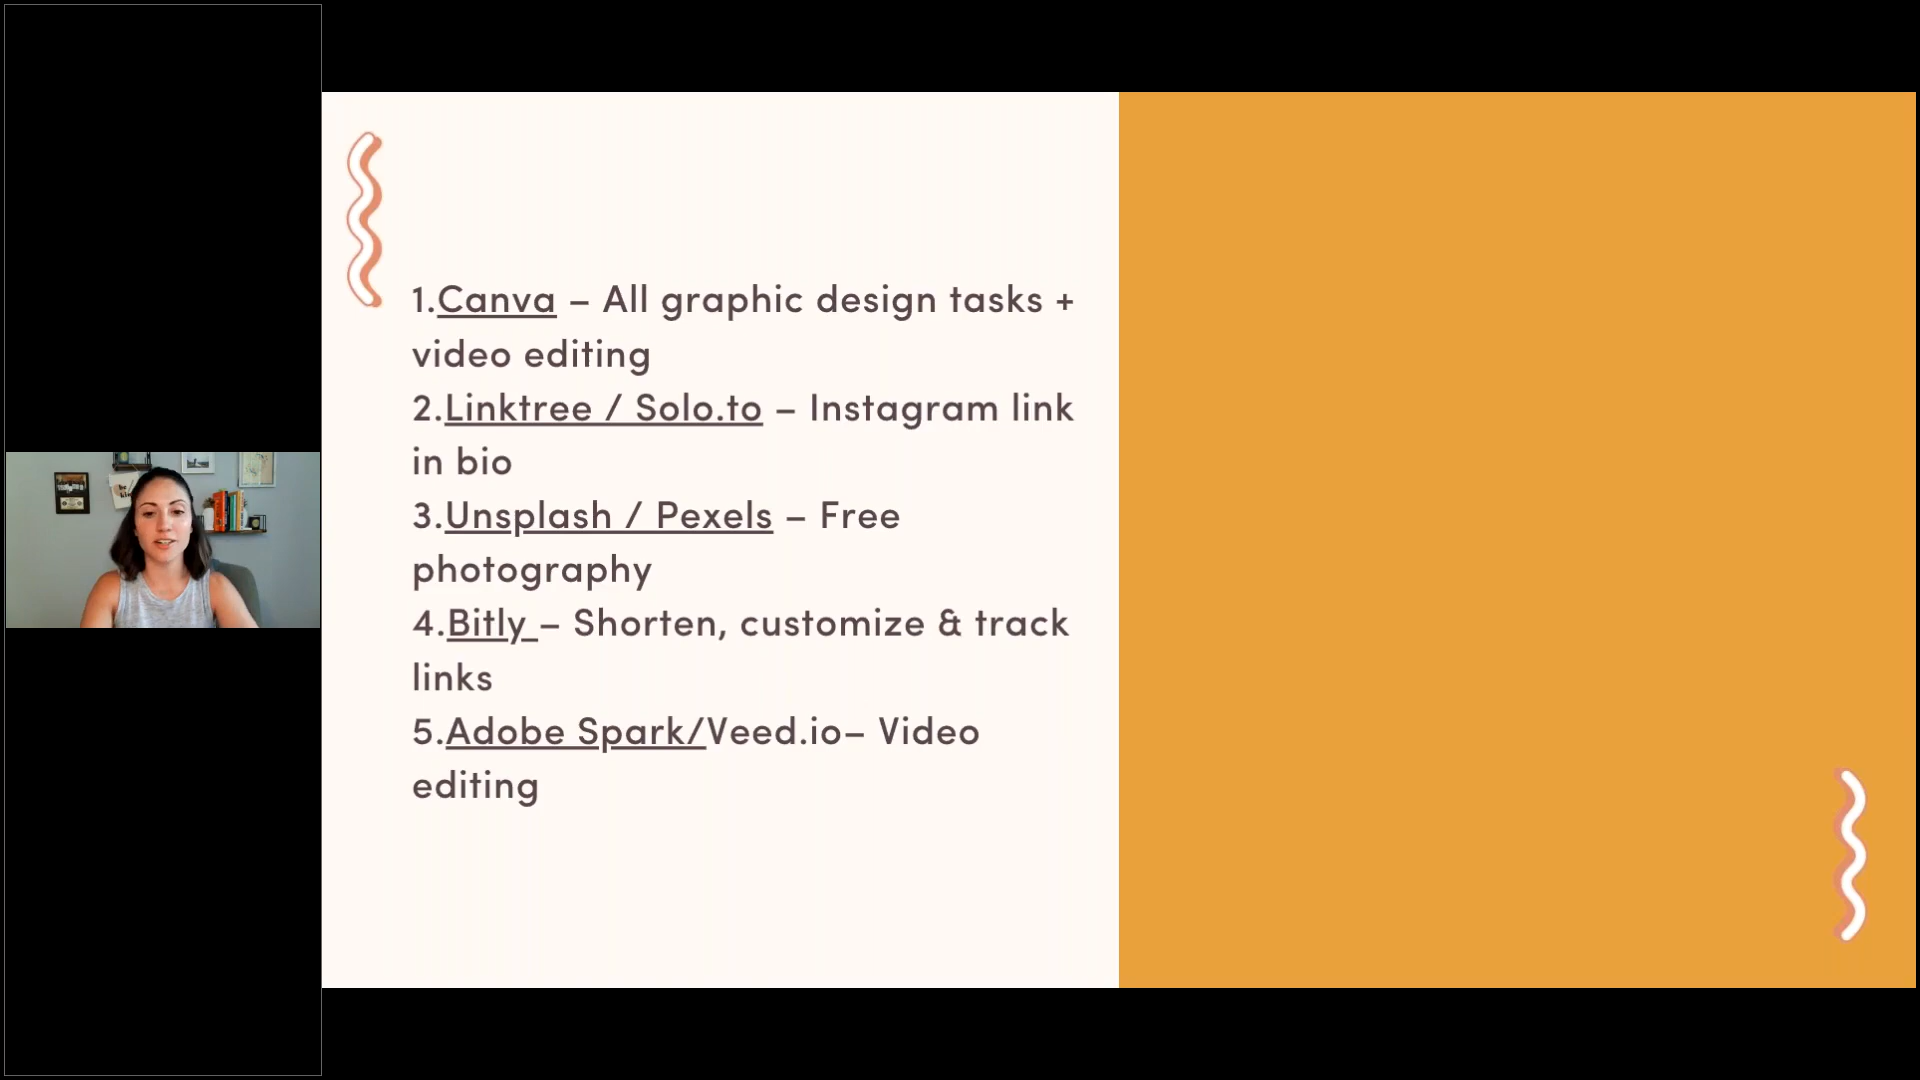 1.Canva – All graphic design tasks +
video editing
2.Linktree / Solo.to – Instagram link
in bio
3.Unsplash / Pexels – Free
photography
4.Bitly – Shorten, customize & track
links
5.Adobe Spark/Veed.io– Video
editing